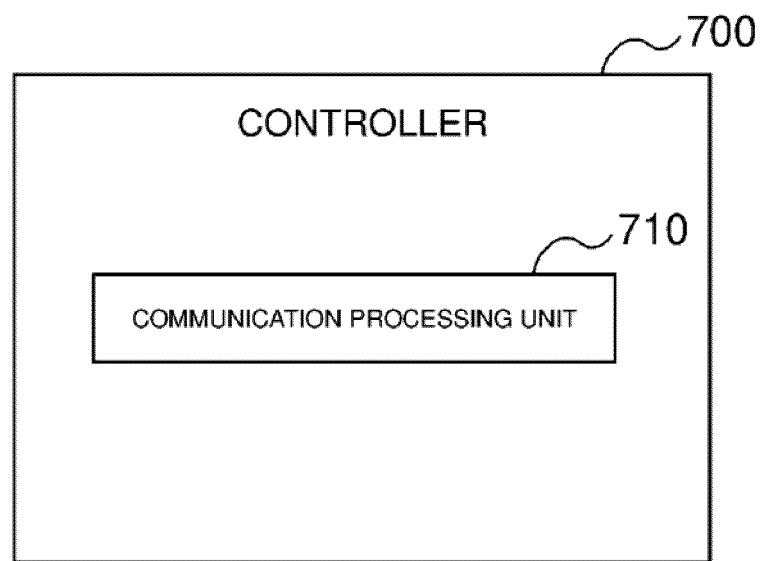 700
CONTROLLER
710
COMMUNICATION PROCESSING UNIT